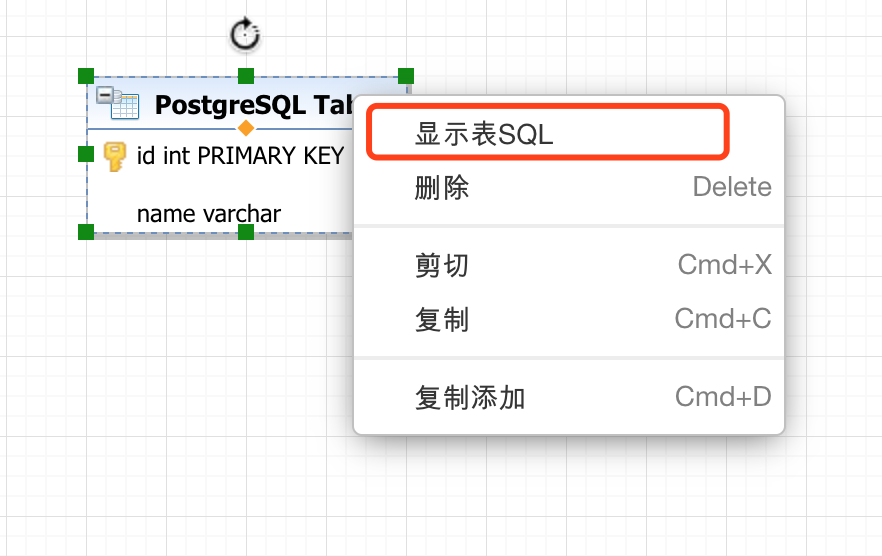 PostgreSQL Tab
id int PRIMARY KEY
name varchar
显示表SQL
删除 Delete
剪切 Cmd+X
复制 Cmd+C
复制添加 Cmd+D